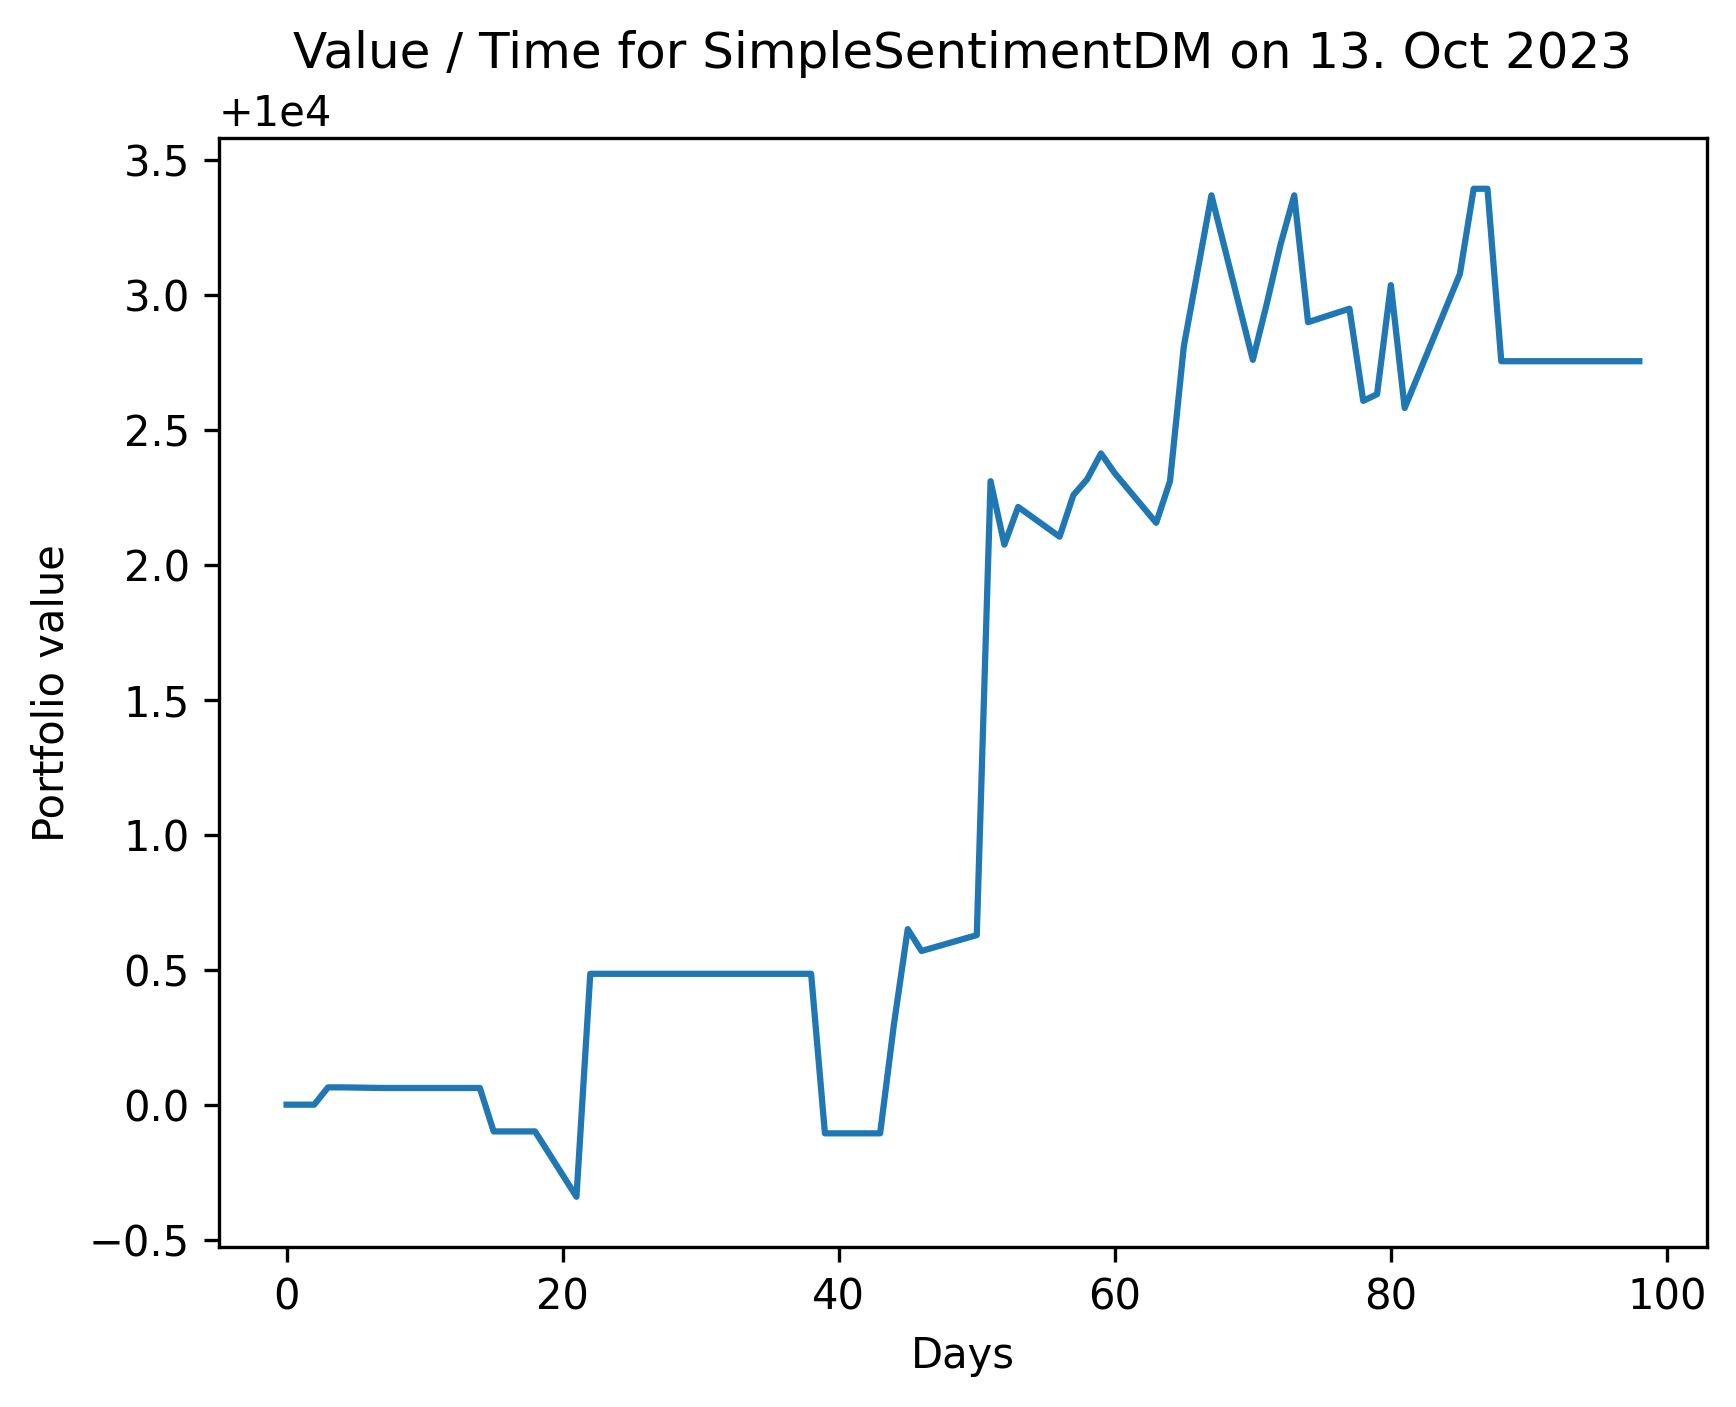 Value / Time for SimpleSentimentDM on 13. Oct 2023
+1e4
3.5
3.0
2.5
2.0
1.5
1.0
0.5
0.0
−0.5
Portfolio value
0 20 40 60 80 100
Days